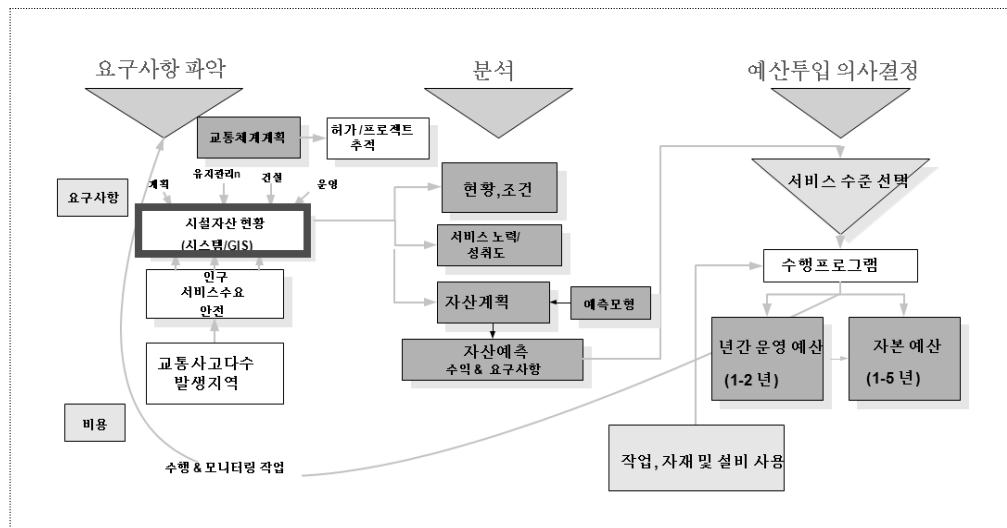 요구사항 파악
분석
예산투입 의사결정
교통체계계획
허가/프로젝트
추적
계획
유지관리n
건설
운영
요구사항
시설자산 현황
(시스템/GIS)
인구
서비스수요
안전
교통사고다수
발생지역
비용
수행 & 모니터링 작업
현황,조건
서비스 노력/
성취도
자산계획
예측모형
자산예측
수익 & 요구사항
서비스 수준 선택
수행프로그램
년간 운영 예산
(1-2 년)
자본 예산
(1-5 년)
작업, 자재 및 설비 사용